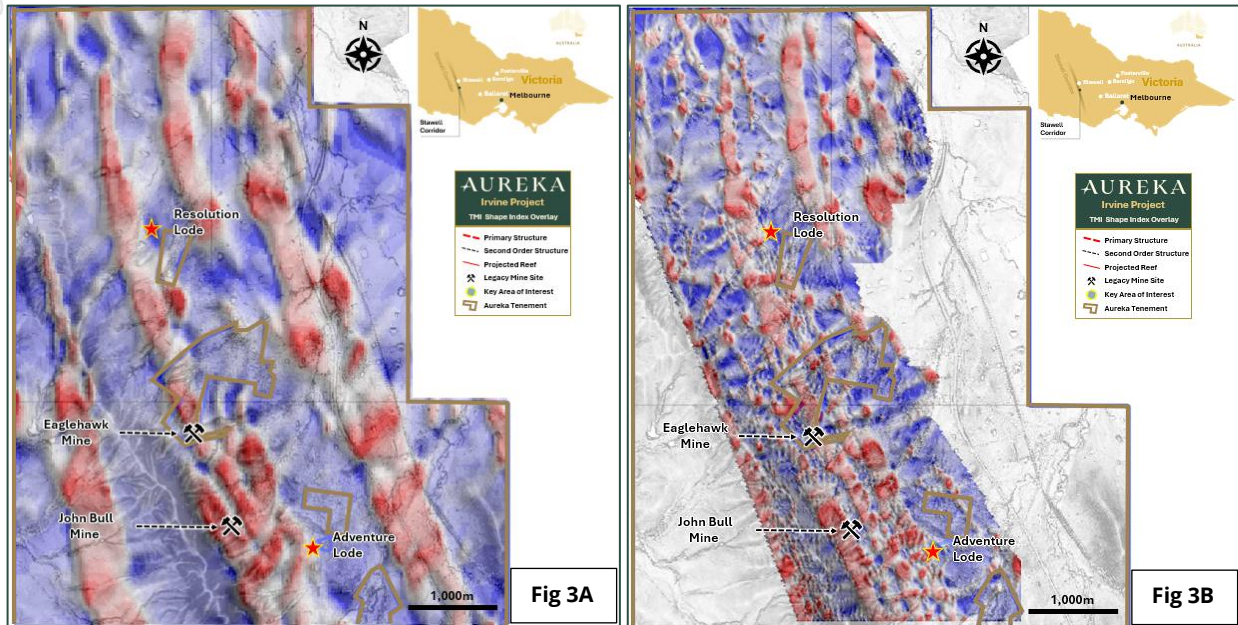 N
AUSTRALIA
Fosterville
Stawell
Bendigo
Victoria
Ballarat
Melbourne
Stawell
Corridor
AUREKA
Irvine Project
TMI Shape Index Overlay
Primary Structure
Second Order Structure
Projected Reef
Legacy Mine Site
Key Area of Interest
Aureka Tenement
Resolution
Lode
Eaglehawk
Mine
John Bull
Mine
Adventure
Lode
1,000m
Fig 3A
N
AUSTRALIA
Fosterville
Stawell
Bendigo
Victoria
Ballarat
Melbourne
Stawell
Corridor
AUREKA
Irvine Project
TMI Shape Index Overlay
Primary Structure
Second Order Structure
Projected Reef
Legacy Mine Site
Key Area of Interest
Aureka Tenement
Resolution
Lode
Eaglehawk
Mine
John Bull
Mine
Adventure
Lode
1,000m
Fig 3B